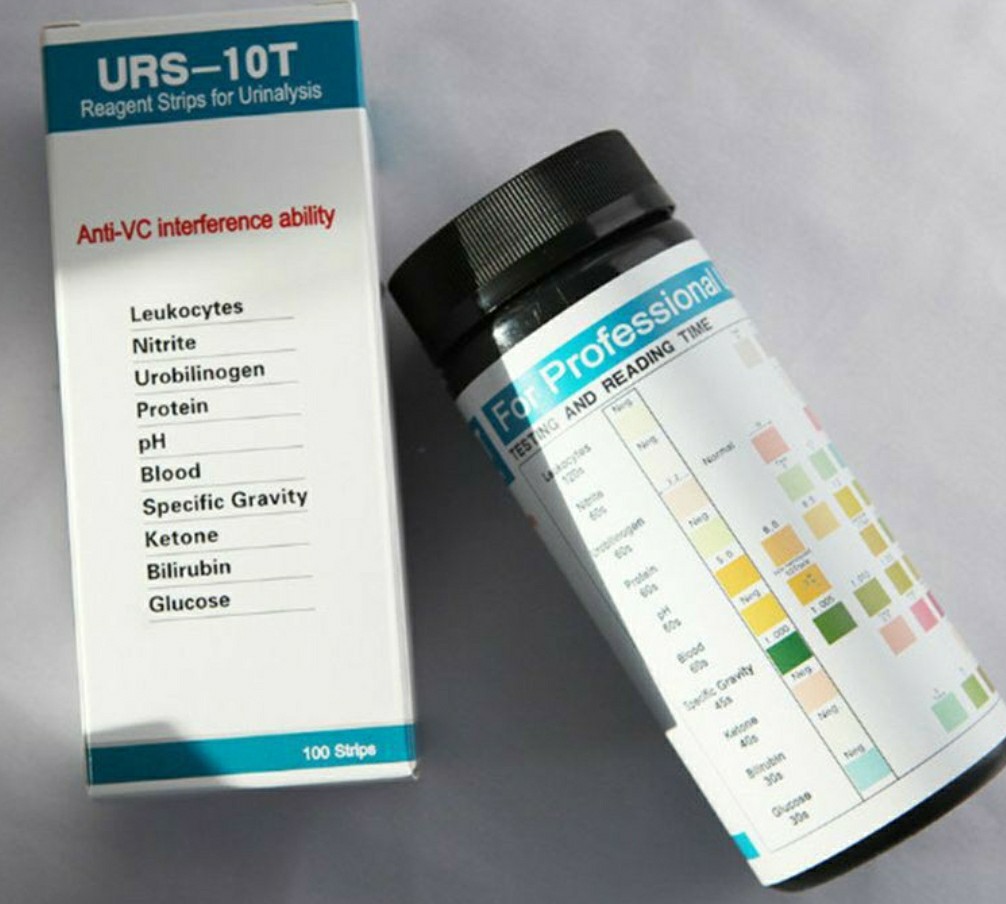 URS–10T
Reagent Strips for Urinalysis
Anti-VC interference ability
Leukocytes
Nitrite
Urobilinogen
Protein
pH
Blood
Specific Gravity
Ketone
Bilirubin
Glucose
100 Strips
For Professional
TESTING AND READING TIME
Leukocytes
120s
Neg.
Nitrite
60s
Neg.
Normal
Urobilinogen
60s
Protein
60s
Neg.
pH
60s
5.0
6.0
6.5
Blood
60s
Neg.
Specific Gravity
45s
1.000
1.005
1.010
Ketone
40s
Neg.
Bilirubin
30s
Neg.
Glucose
30s
Neg.